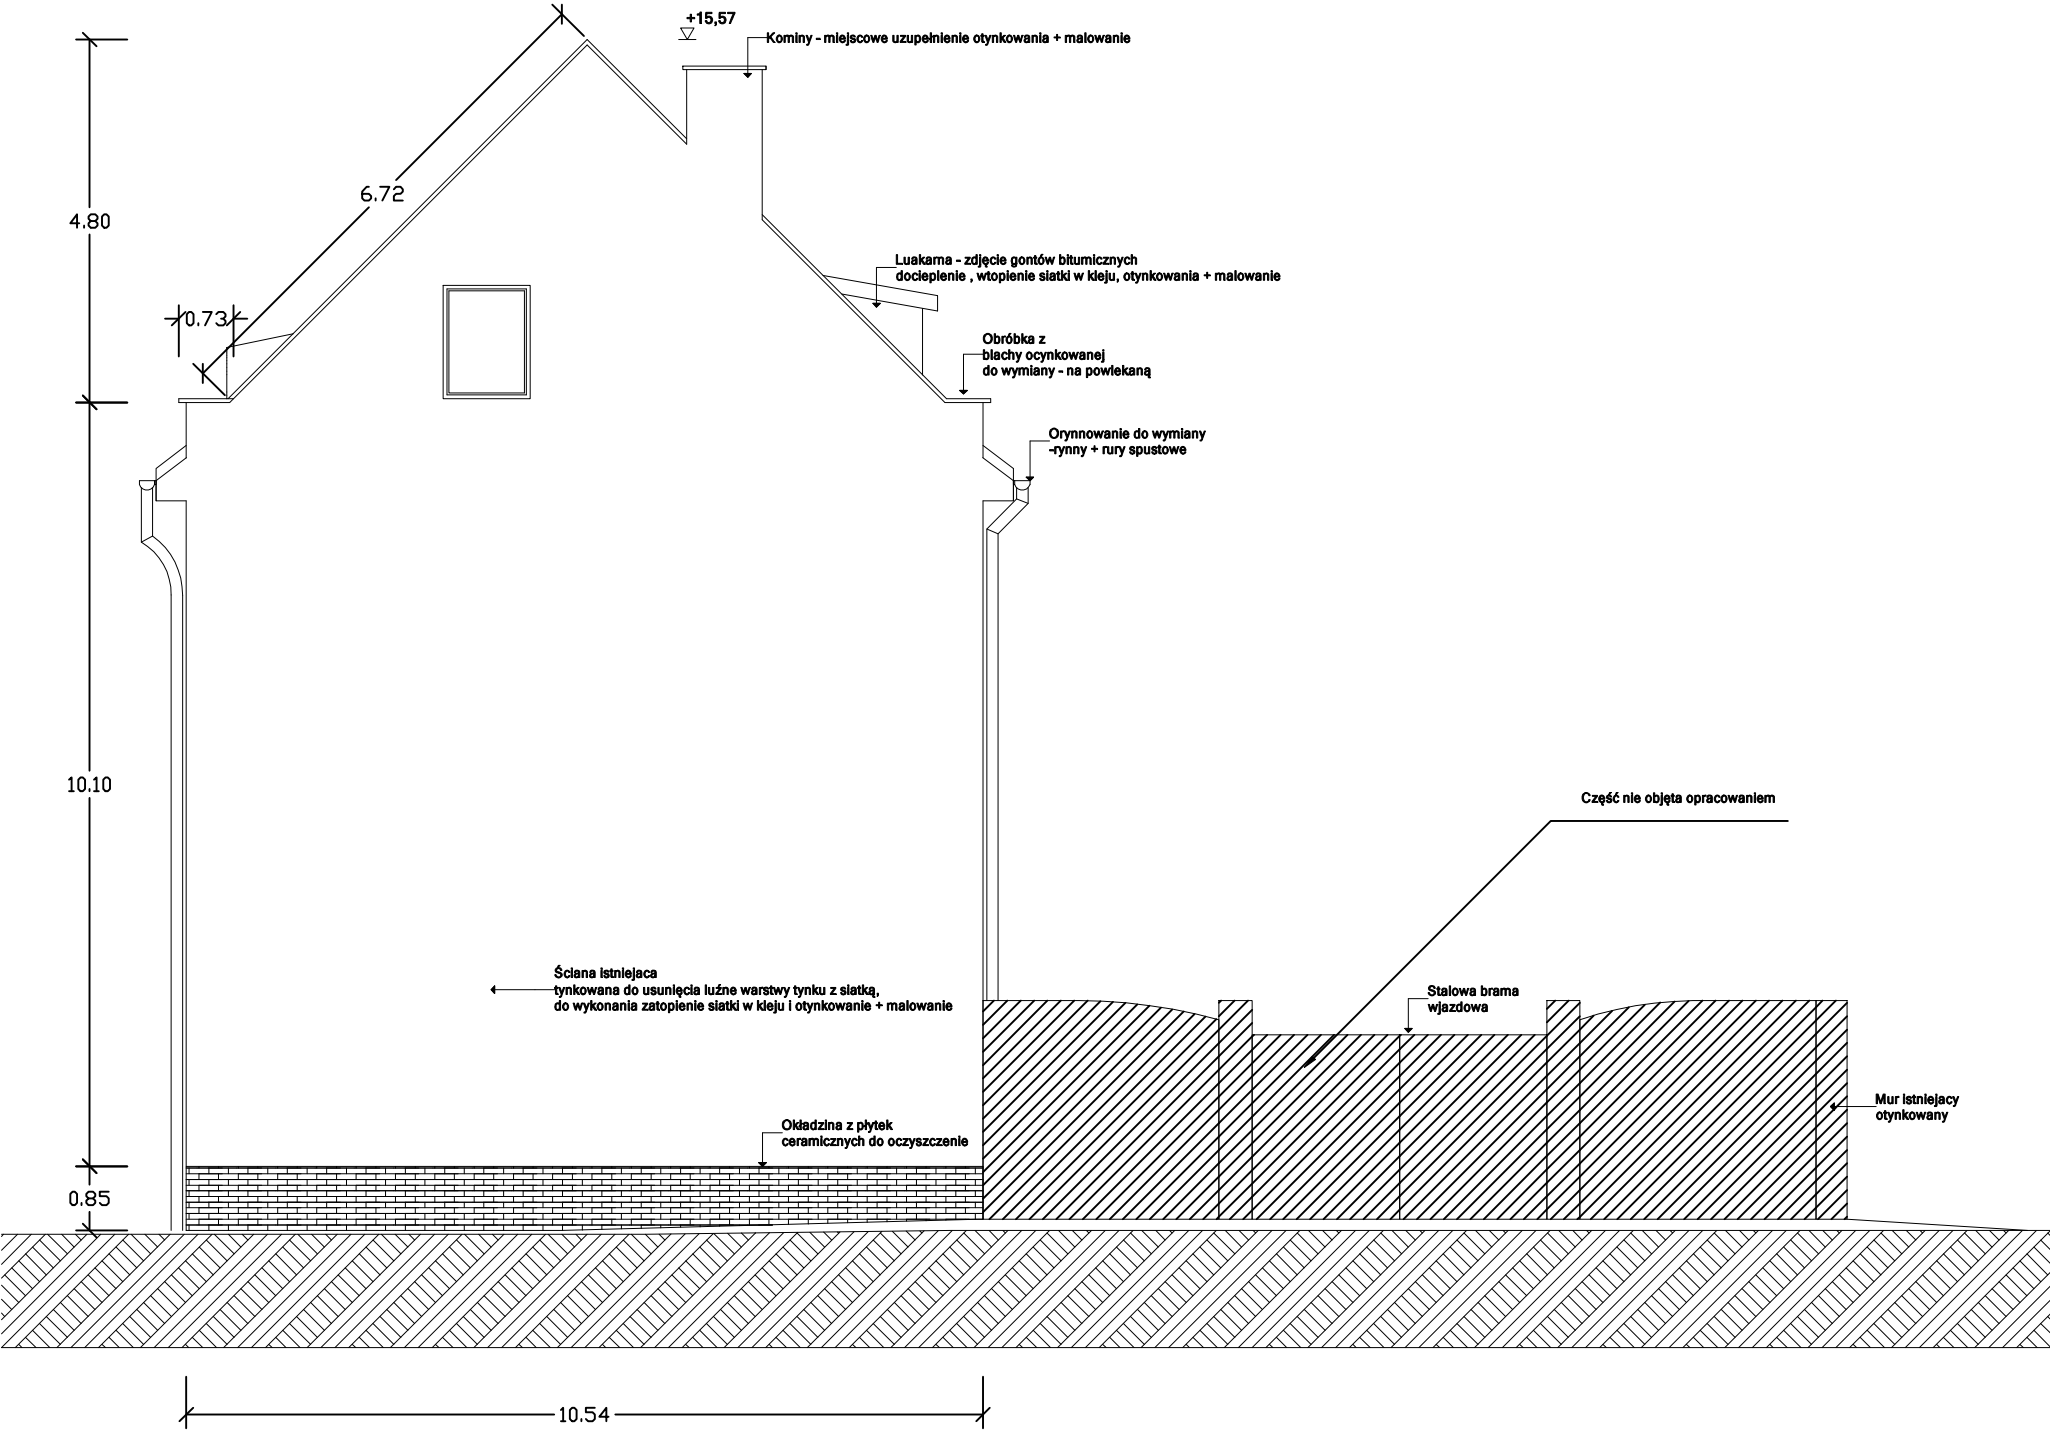 +15,57
Kominy - miejscowe uzupełnienie otynkowania + malowanie
6.72
4.80
Luakarna - zdjęcie gontów bitumicznych
docieplenie , wtopienie siatki w kleju, otynkowania + malowanie
0.73
Obróbka z
blachy ocynkowanej
do wymiany - na powlekaną
Orynnowanie do wymiany
-rynny + rury spustowe
10.10
Część nie objęta opracowaniem
Ściana istniejaca
tynkowana do usunięcia luźne warstwy tynku z siatką,
do wykonania zatopienie siatki w kleju i otynkowanie + malowanie
Stalowa brama
wjazdowa
Mur istniejacy
otynkowany
Okładzina z płytek
ceramicznych do oczyszczenie
0.85
10.54